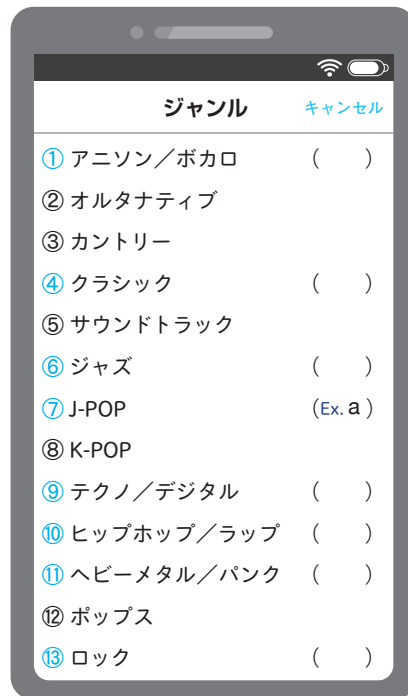 ジャンル キャンセル
① アニソン／ボカロ (　　)
② オルタナティブ
③ カントリー
④ クラシック (　　)
⑤ サウンドトラック
⑥ ジャズ (　　)
⑦ J-POP (Ex. a )
⑧ K-POP
⑨ テクノ／デジタル (　　)
⑩ ヒップホップ／ラップ (　　)
⑪ ヘビーメタル／パンク (　　)
⑫ ポップス
⑬ ロック (　　)